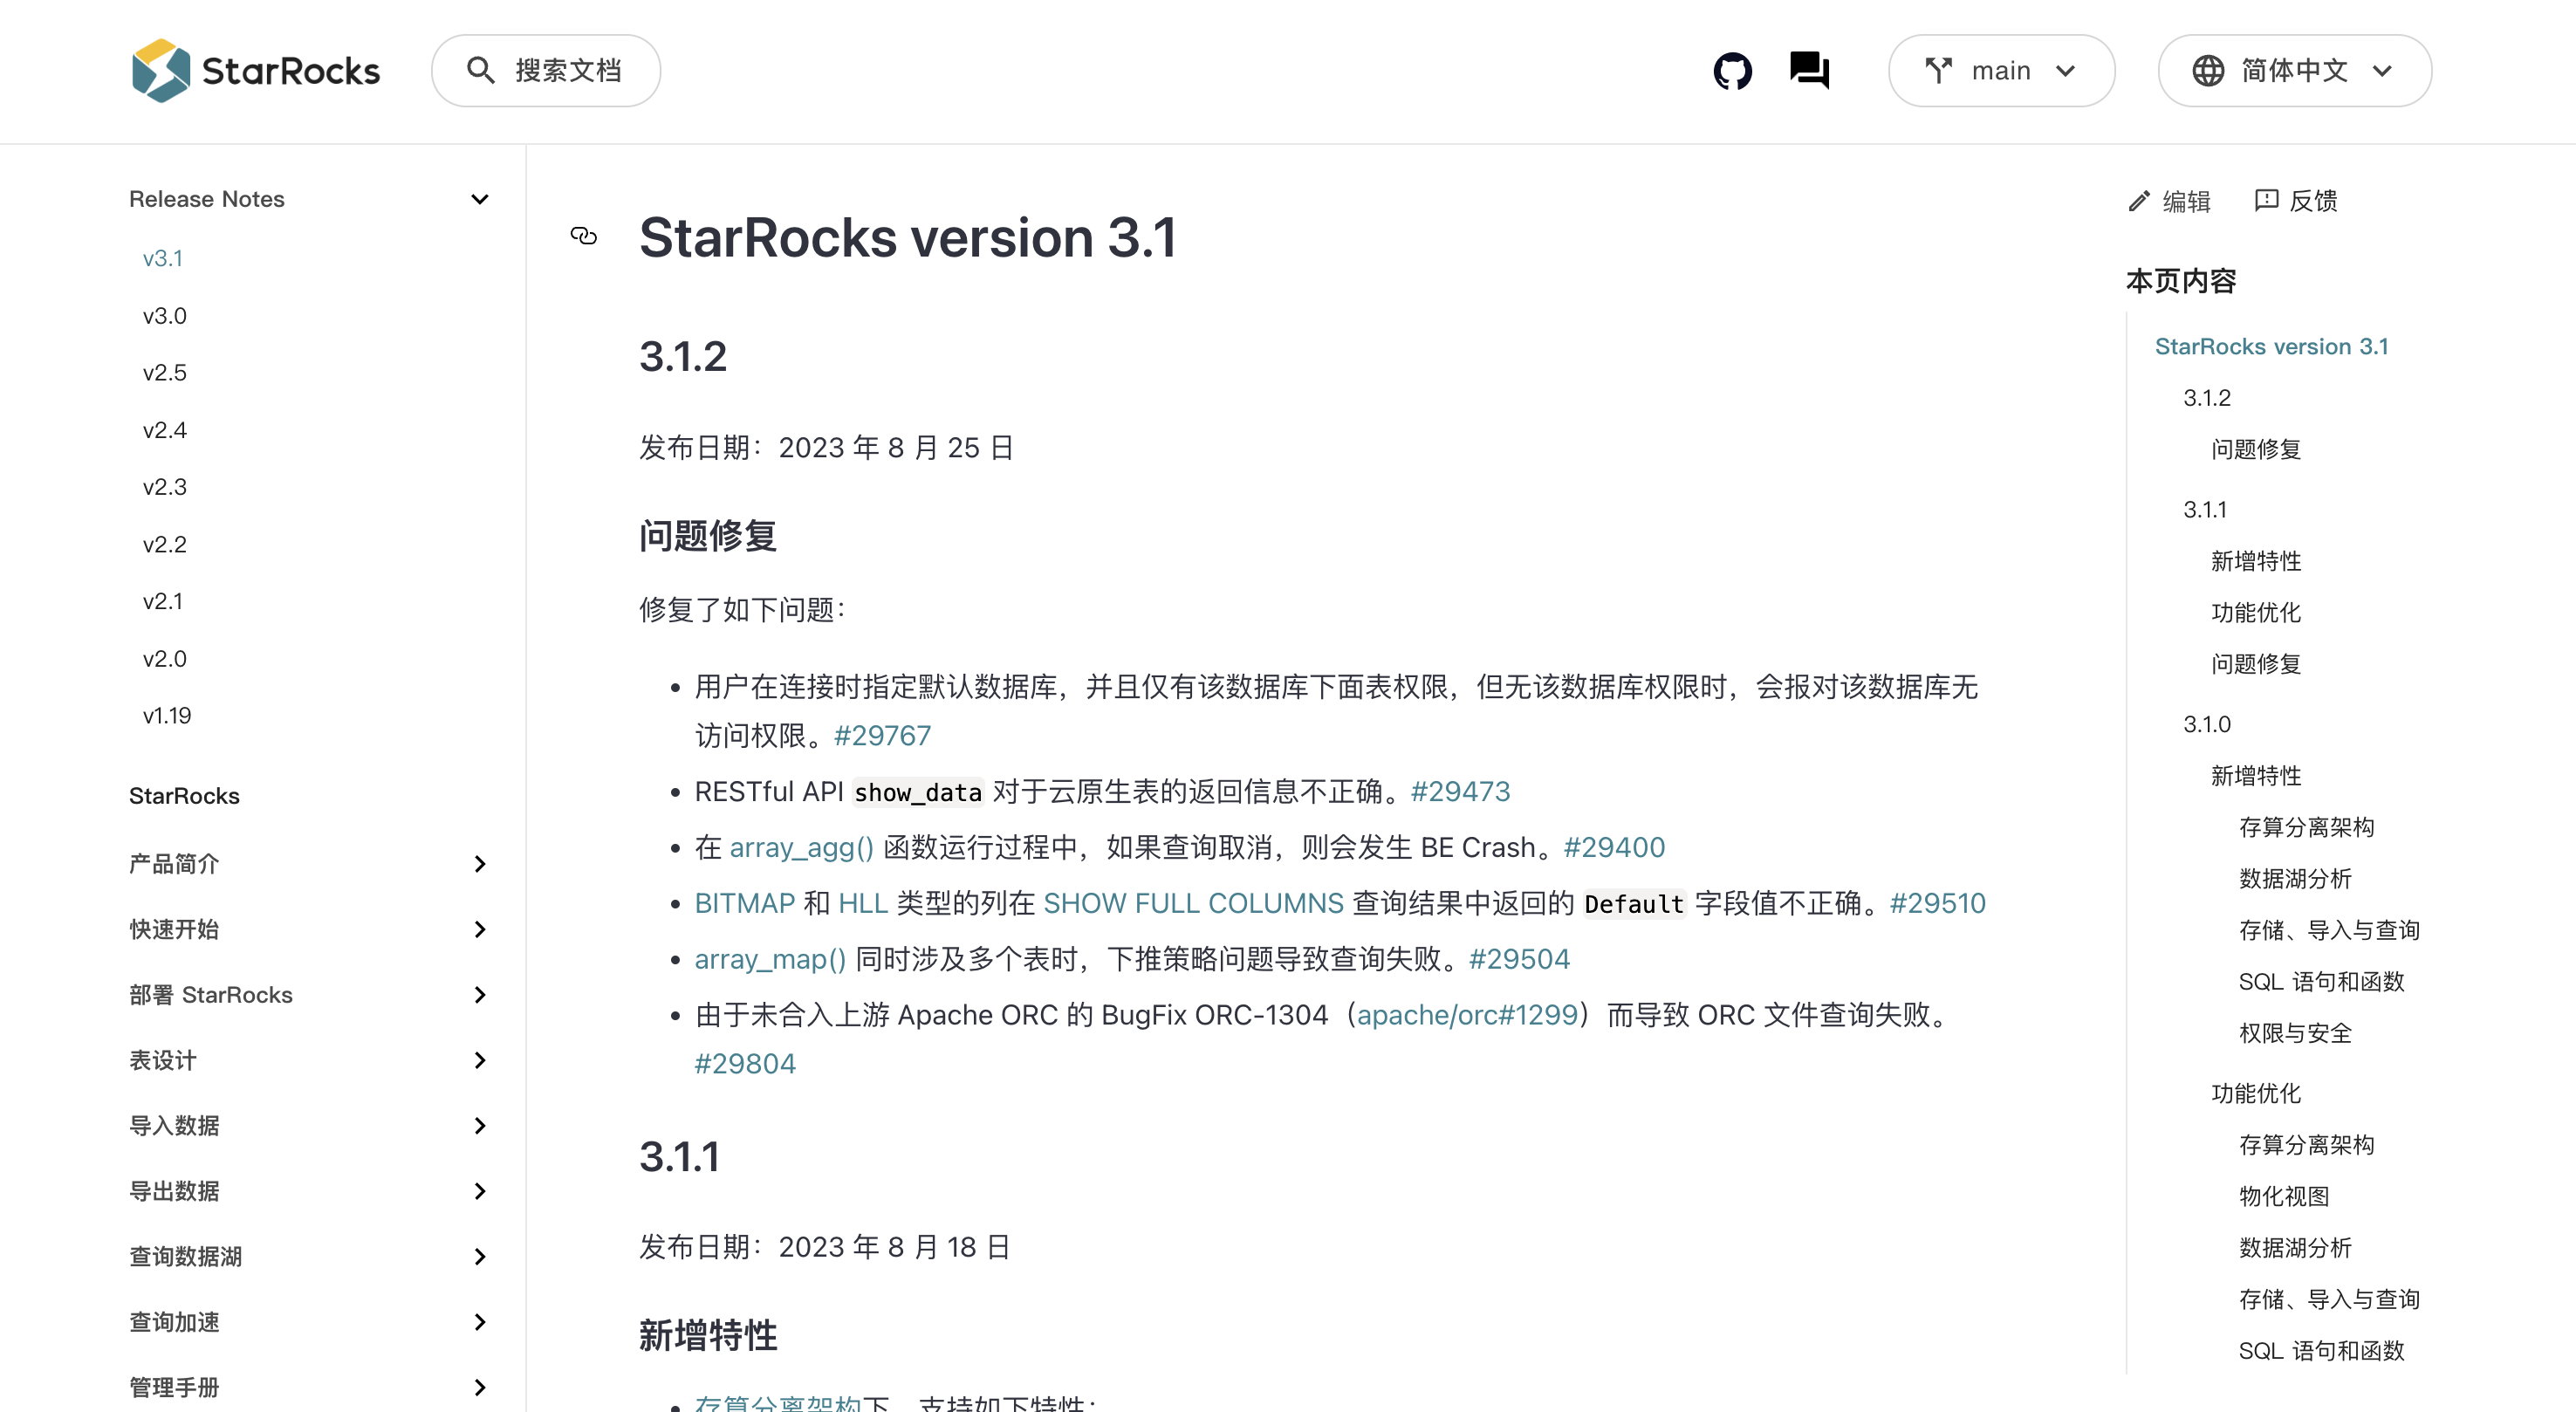 StarRocks
搜索文档
main
简体中文
Release Notes
v3.1
v3.0
v2.5
v2.4
v2.3
v2.2
v2.1
v2.0
v1.19
StarRocks
产品简介
快速开始
部署 StarRocks
表设计
导入数据
导出数据
查询数据湖
查询加速
管理手册
StarRocks version 3.1
3.1.2
发布日期：2023 年 8 月 25 日
问题修复
修复了如下问题：
用户在连接时指定默认数据库，并且仅有该数据库下面表权限，但无该数据库权限时，会报对该数据库无
访问权限。#29767
RESTful API show_data 对于云原生表的返回信息不正确。#29473
在 array_agg() 函数运行过程中，如果查询取消，则会发生 BE Crash。#29400
BITMAP 和 HLL 类型的列在 SHOW FULL COLUMNS 查询结果中返回的 Default 字段值不正确。#29510
array_map() 同时涉及多个表时，下推策略问题导致查询失败。#29504
由于未合入上游 Apache ORC 的 BugFix ORC-1304（apache/orc#1299）而导致 ORC 文件查询失败。
#29804
3.1.1
发布日期：2023 年 8 月 18 日
新增特性
存算分离架构下，支持如下特性：
编辑
反馈
本页内容
StarRocks version 3.1
3.1.2
问题修复
3.1.1
新增特性
功能优化
问题修复
3.1.0
新增特性
存算分离架构
数据湖分析
存储、导入与查询
SQL 语句和函数
权限与安全
功能优化
存算分离架构
物化视图
数据湖分析
存储、导入与查询
SQL 语句和函数